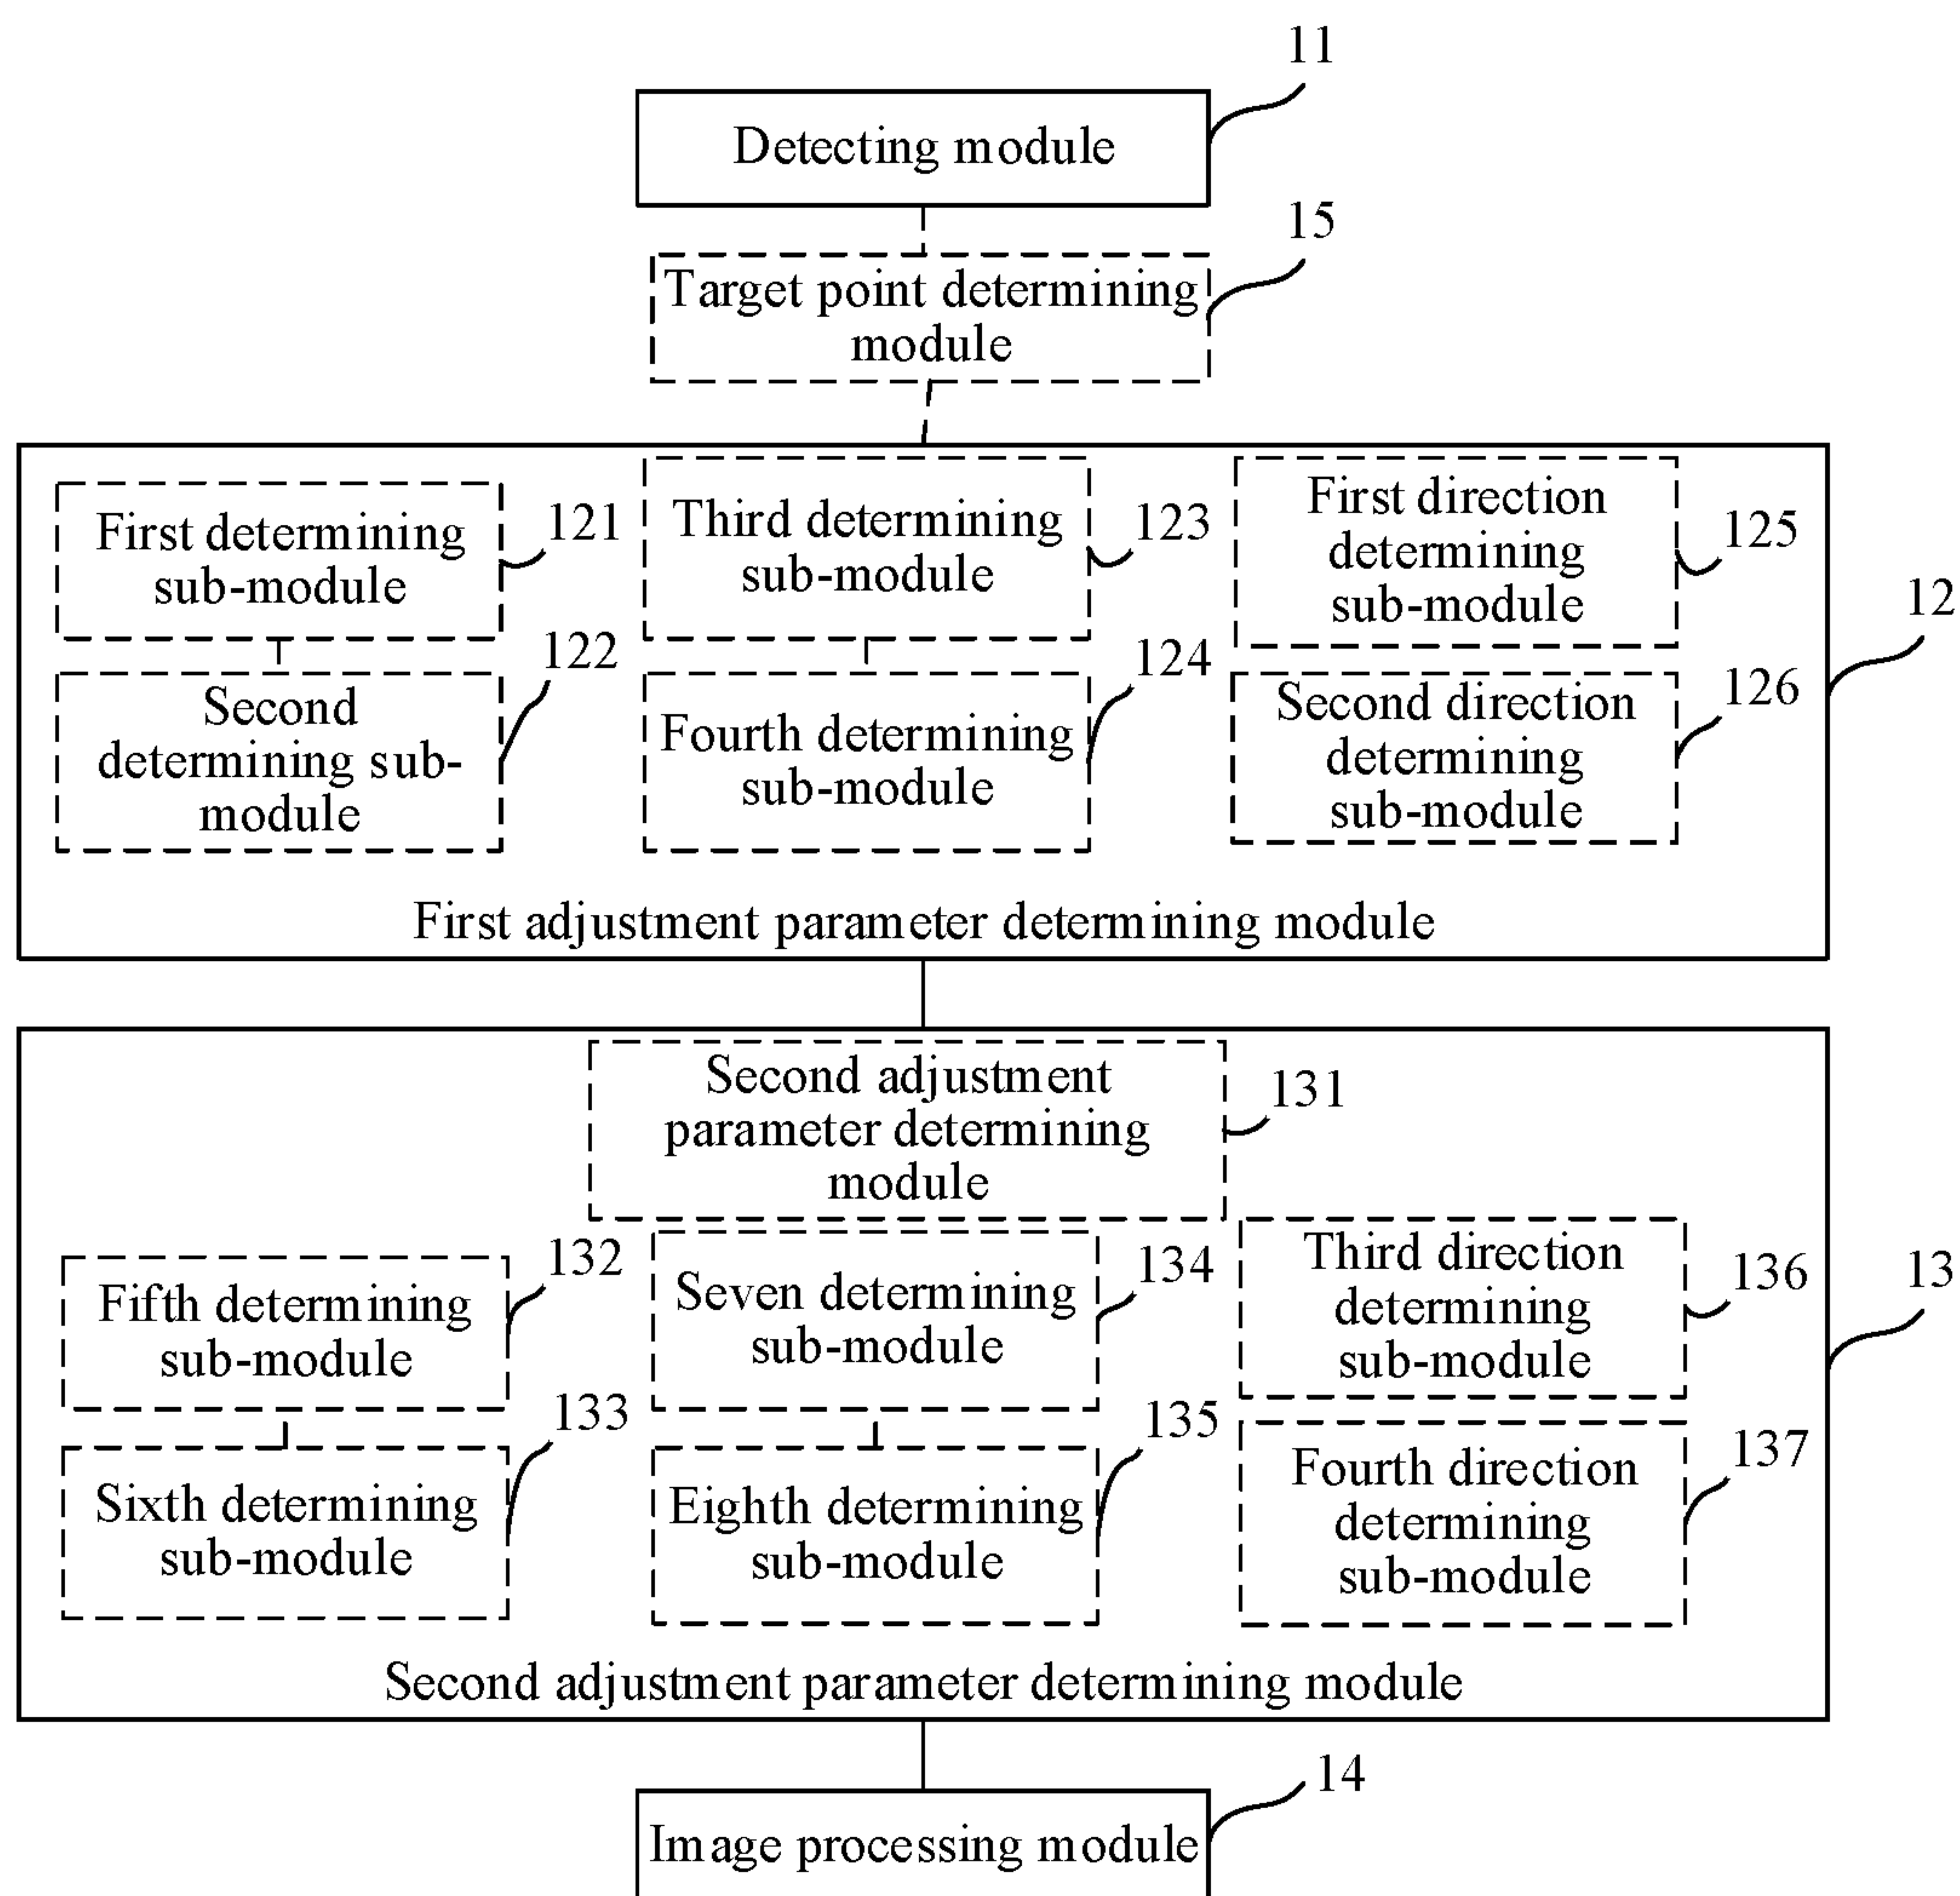 11
Detecting module
15
Target point determining
module
First determining
sub-module
121
Third determining
sub-module
123
First direction
determining
sub-module
125
12
Second
determining sub-
module
122
Fourth determining
sub-module
124
Second direction
determining
sub-module
126
First adjustment parameter determining module
Second adjustment
parameter determining
module
131
Fifth determining
sub-module
132
Seven determining
sub-module
134
Third direction
determining
sub-module
136
13
Sixth determining
sub-module
133
Eighth determining
sub-module
135
Fourth direction
determining
sub-module
137
Second adjustment parameter determining module
14
Image processing module